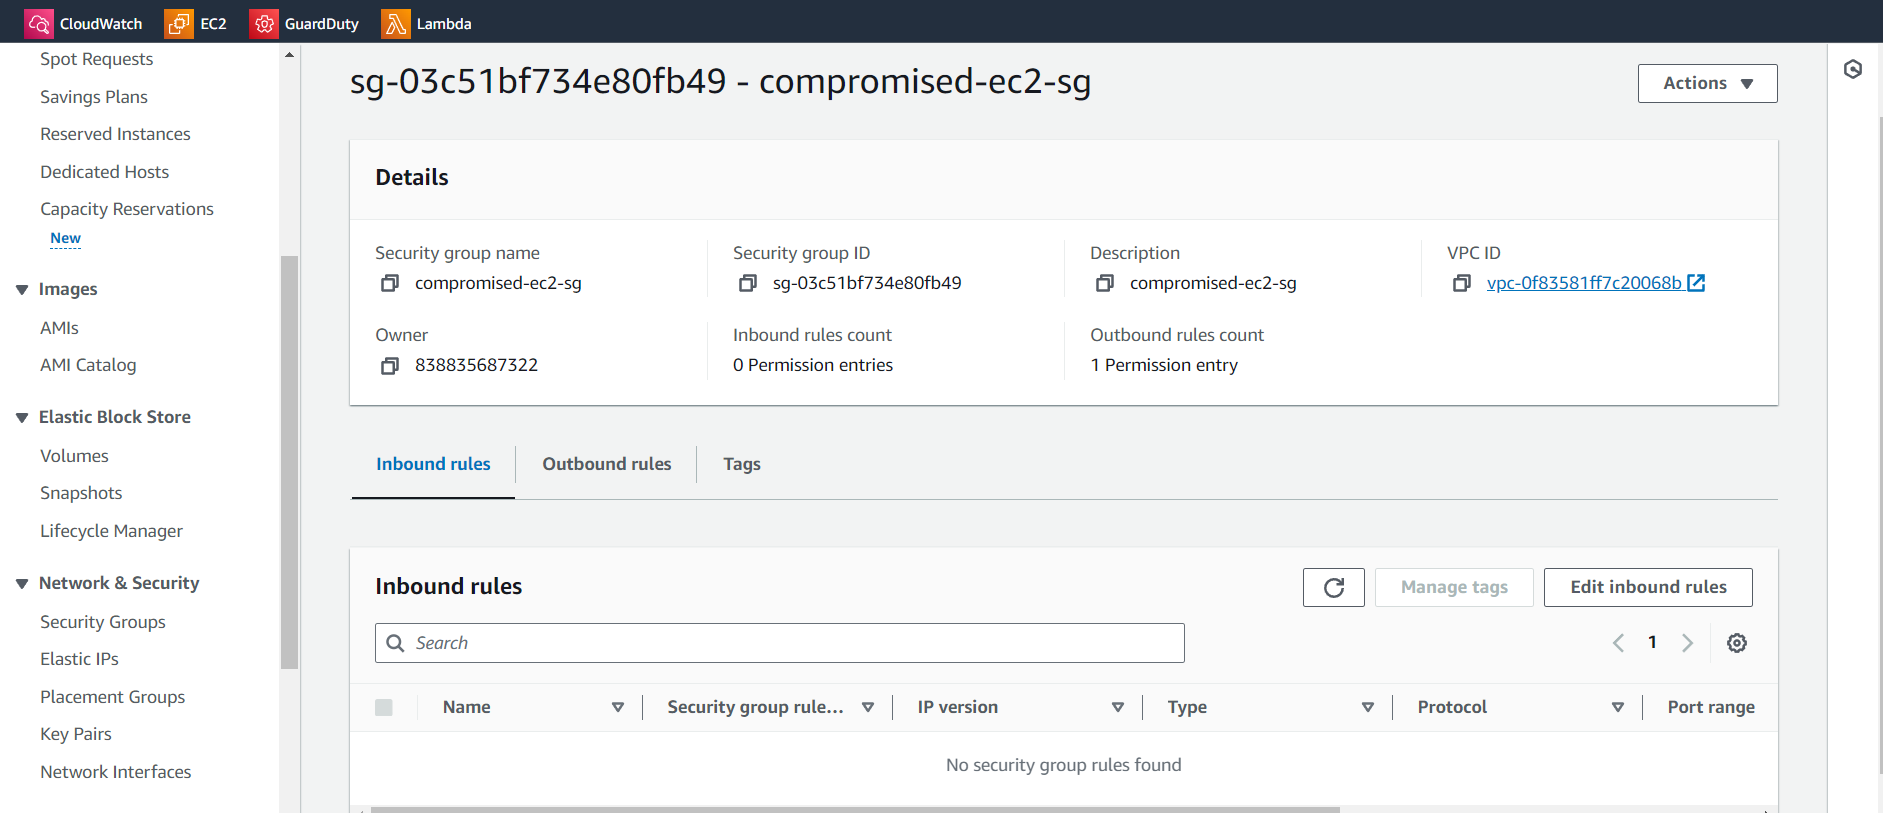 CloudWatch EC2 GuardDuty Lambda
Spot Requests
Savings Plans
Reserved Instances
Dedicated Hosts
Capacity Reservations
New
Images
AMIs
AMI Catalog
Elastic Block Store
Volumes
Snapshots
Lifecycle Manager
Network & Security
Security Groups
Elastic IPs
Placement Groups
Key Pairs
Network Interfaces
sg-03c51bf734e80fb49 - compromised-ec2-sg
Actions
Details
Security group name
compromised-ec2-sg
Security group ID
sg-03c51bf734e80fb49
Description
compromised-ec2-sg
VPC ID
vpc-0f83581ff7c20068b
Owner
838835687322
Inbound rules count
0 Permission entries
Outbound rules count
1 Permission entry
Inbound rules Outbound rules Tags
Inbound rules
Manage tags
Edit inbound rules
Search
1
Name Security group rule... IP version Type Protocol Port range
No security group rules found